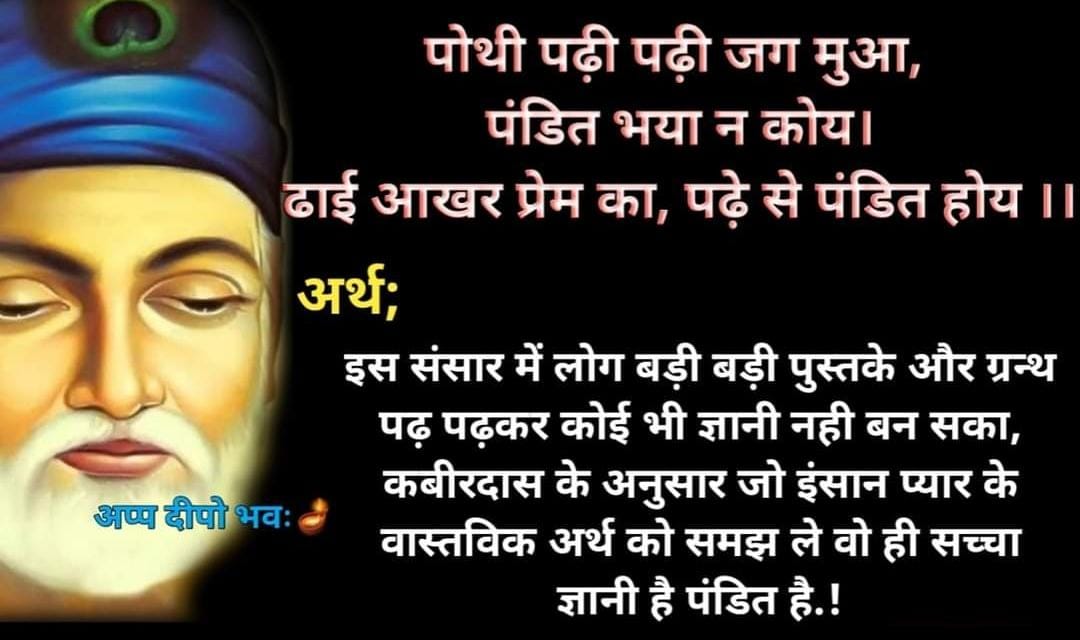 पोथी पढ़ी पढ़ी जग मुआ,
पंडित भया न कोय।
ढाई आखर प्रेम का, पढ़े से पंडित होय ।।
अर्थ;
इस संसार में लोग बड़ी बड़ी पुस्तके और ग्रन्थ
पढ़ पढ़कर कोई भी ज्ञानी नही बन सका,
कबीरदास के अनुसार जो इंसान प्यार के
वास्तविक अर्थ को समझ ले वो ही सच्चा
ज्ञानी है पंडित है.!
अप्प दीपो भवः🪔